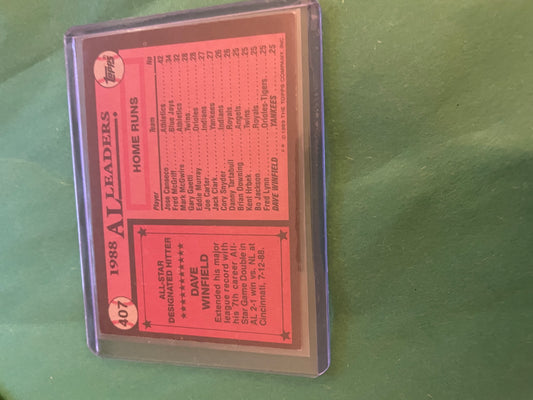 407
1988 AL LEADERS
TOPPS
ALL-STAR
DESIGNATED HITTER
DAVE
WINFIELD
Extended his major
league record with
his 7th career All-
Star Game Double in
AL 2-1 win vs. NL at
Cincinnati, 7-12-88.
HOME RUNS
Player Team No
Jose Canseco Athletics 42
Fred McGriff Blue Jays 34
Mark McGwire Athletics 32
Gary Gaetti Twins 28
Eddie Murray Orioles 28
Joe Carter Indians 27
Jack Clark Yankees 27
Cory Snyder Indians 26
Danny Tartabull Royals 26
Brian Downing Angels 25
Kent Hrbek Twins 25
Bo Jackson Royals 25
Fred Lynn Orioles-Tigers 25
DAVE WINFIELD YANKEES 25
© 1989 THE TOPPS COMPANY, INC.